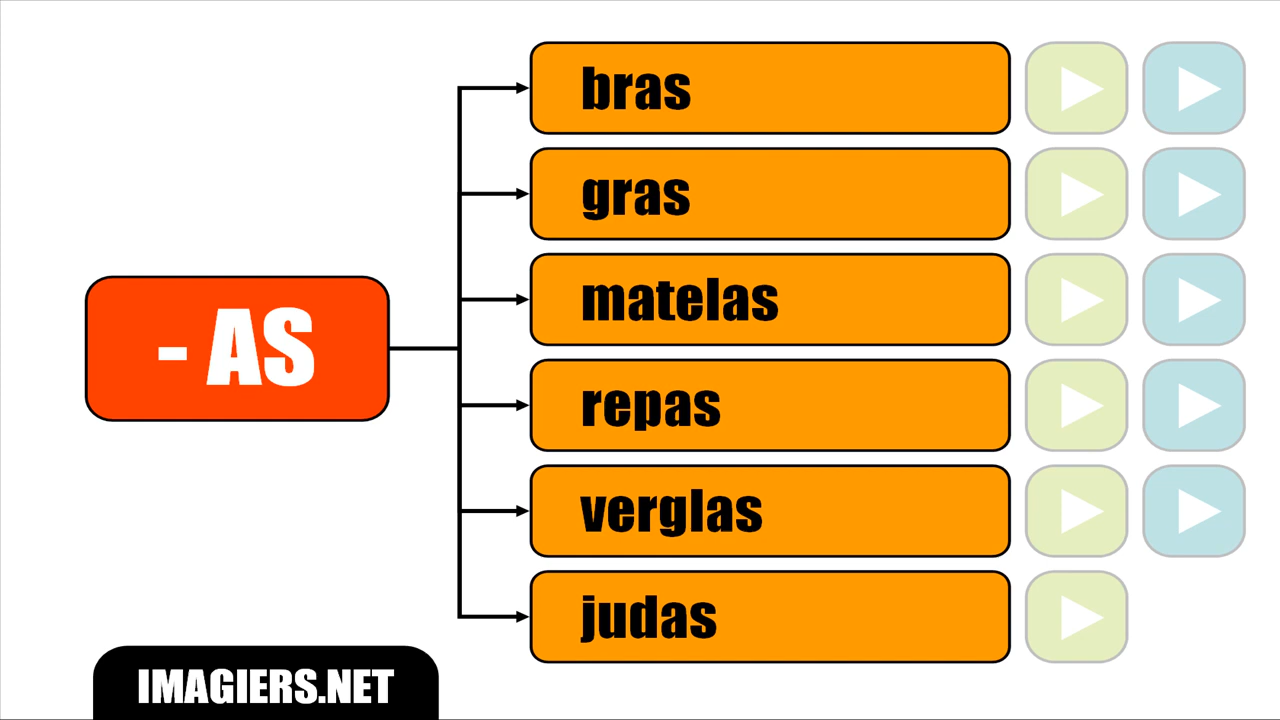 - AS
bras
gras
matelas
repas
verglas
judas
IMAGIERS.NET